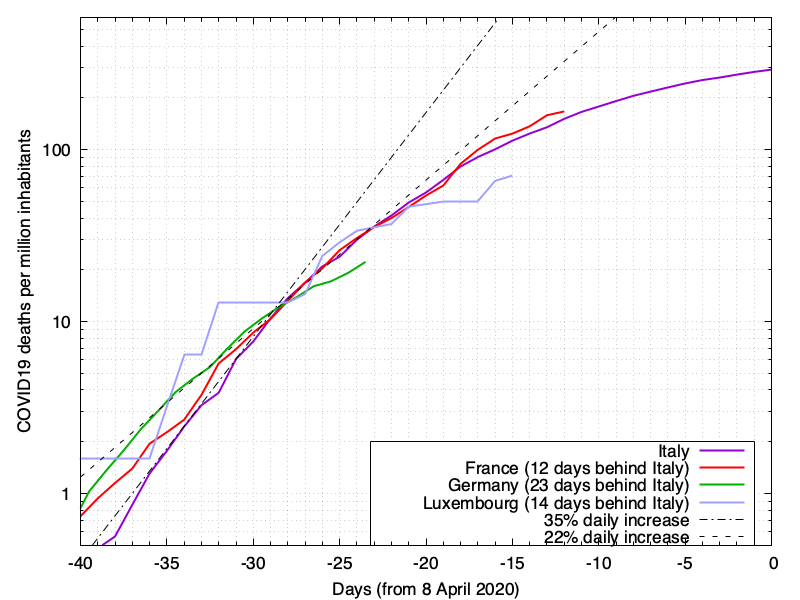 COVID19 deaths per million inhabitants
100
10
1
Italy
France (12 days behind Italy)
Germany (23 days behind Italy)
Luxembourg (14 days behind Italy)
35% daily increase
22% daily increase
-40 -35 -30 -25 -20 -15 -10 -5 0
Days (from 8 April 2020)